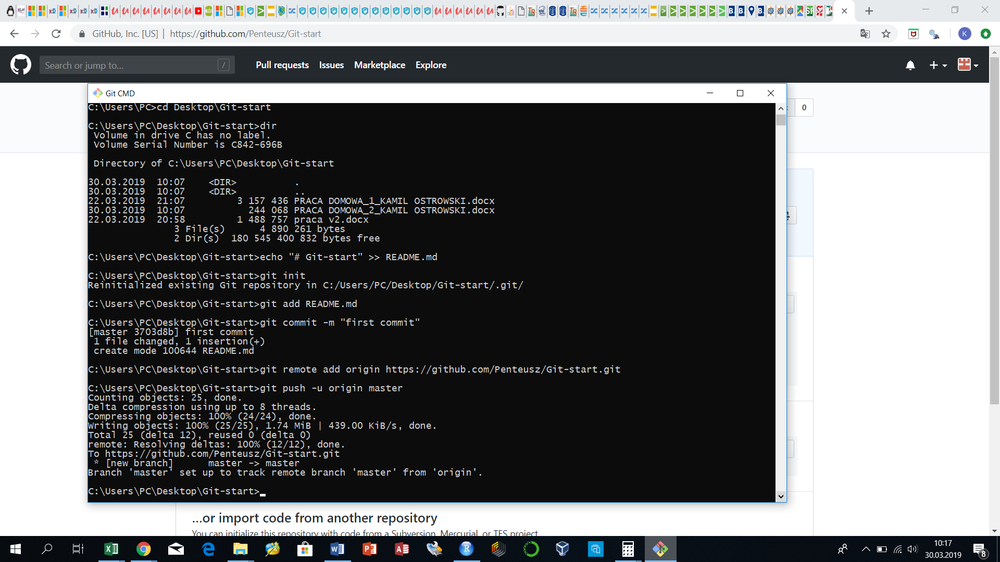 GitHub, Inc. [US] | https://github.com/Penteusz/Git-start
K
Search or jump to... /
Pull requests Issues Marketplace Explore
Git CMD
0
C:\Users\PC>cd Desktop\Git-start
C:\Users\PC\Desktop\Git-start>dir
Volume in drive C has no label.
Volume Serial Number is C842-696B
Directory of C:\Users\PC\Desktop\Git-start
30.03.2019 10:07 <DIR> .
30.03.2019 10:07 <DIR> ..
22.03.2019 21:07 3 157 436 PRACA DOMOWA_1_KAMIL OSTROWSKI.docx
30.03.2019 10:07 244 068 PRACA DOMOWA_2_KAMIL OSTROWSKI.docx
22.03.2019 20:58 1 488 757 praca v2.docx
3 File(s) 4 890 261 bytes
2 Dir(s) 180 545 400 832 bytes free
C:\Users\PC\Desktop\Git-start>echo "# Git-start" >> README.md
C:\Users\PC\Desktop\Git-start>git init
Reinitialized existing Git repository in C:/Users/PC/Desktop/Git-start/.git/
C:\Users\PC\Desktop\Git-start>git add README.md
C:\Users\PC\Desktop\Git-start>git commit -m "first commit"
[master 3703d8b] first commit
1 file changed, 1 insertion(+)
create mode 100644 README.md
C:\Users\PC\Desktop\Git-start>git remote add origin https://github.com/Penteusz/Git-start.git
C:\Users\PC\Desktop\Git-start>git push -u origin master
Counting objects: 25, done.
Delta compression using up to 8 threads.
Compressing objects: 100% (24/24), done.
Writing objects: 100% (25/25), 1.74 MiB | 439.00 KiB/s, done.
Total 25 (delta 12), reused 0 (delta 0)
remote: Resolving deltas: 100% (12/12), done.
To https://github.com/Penteusz/Git-start.git
* [new branch] master -> master
Branch 'master' set up to track remote branch 'master' from 'origin'.
C:\Users\PC\Desktop\Git-start>
...or import code from another repository
You can initialize this repository with code from a Subversion, Mercurial, or TFS project.
10:17
30.03.2019
8